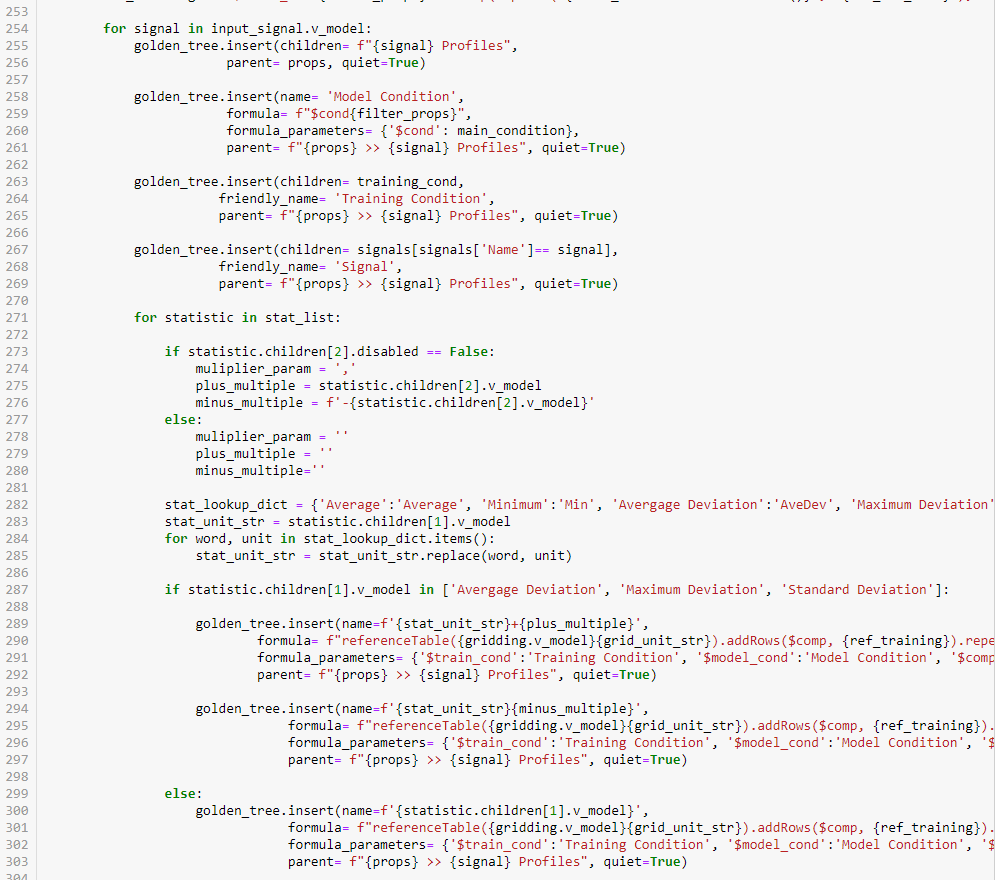 253
254 for signal in input_signal.v_model:
255 golden_tree.insert(children= f"{signal} Profiles",
256 parent= props, quiet=True)
257
258 golden_tree.insert(name= 'Model Condition',
259 formula= f"$cond{filter_props}",
260 formula_parameters= {'$cond': main_condition},
261 parent= f"{props} >> {signal} Profiles", quiet=True)
262
263 golden_tree.insert(children= training_cond,
264 friendly_name= 'Training Condition',
265 parent= f"{props} >> {signal} Profiles", quiet=True)
266
267 golden_tree.insert(children= signals[signals['Name']== signal],
268 friendly_name= 'Signal',
269 parent= f"{props} >> {signal} Profiles", quiet=True)
270
271 for statistic in stat_list:
272
273 if statistic.children[2].disabled == False:
274 muliplier_param = ','
275 plus_multiple = statistic.children[2].v_model
276 minus_multiple = f'-{statistic.children[2].v_model}'
277 else:
278 muliplier_param = ''
279 plus_multiple = ''
280 minus_multiple=''
281
282 stat_lookup_dict = {'Average':'Average', 'Minimum':'Min', 'Avergage Deviation':'AveDev', 'Maximum Deviation'
283 stat_unit_str = statistic.children[1].v_model
284 for word, unit in stat_lookup_dict.items():
285 stat_unit_str = stat_unit_str.replace(word, unit)
286
287 if statistic.children[1].v_model in ['Avergage Deviation', 'Maximum Deviation', 'Standard Deviation']:
288
289 golden_tree.insert(name=f'{stat_unit_str}+{plus_multiple}',
290 formula= f"referenceTable({gridding.v_model}{grid_unit_str}).addRows($comp, {ref_training}).repe
291 formula_parameters= {'$train_cond':'Training Condition', '$model_cond':'Model Condition', '$comp
292 parent= f"{props} >> {signal} Profiles", quiet=True)
293
294 golden_tree.insert(name=f'{stat_unit_str}{minus_multiple}',
295 formula= f"referenceTable({gridding.v_model}{grid_unit_str}).addRows($comp, {ref_training}).
296 formula_parameters= {'$train_cond':'Training Condition', '$model_cond':'Model Condition', '$
297 parent= f"{props} >> {signal} Profiles", quiet=True)
298
299 else:
300 golden_tree.insert(name=f'{statistic.children[1].v_model}',
301 formula= f"referenceTable({gridding.v_model}{grid_unit_str}).addRows($comp, {ref_training}).
302 formula_parameters= {'$train_cond':'Training Condition', '$model_cond':'Model Condition', '$
303 parent= f"{props} >> {signal} Profiles", quiet=True)
304